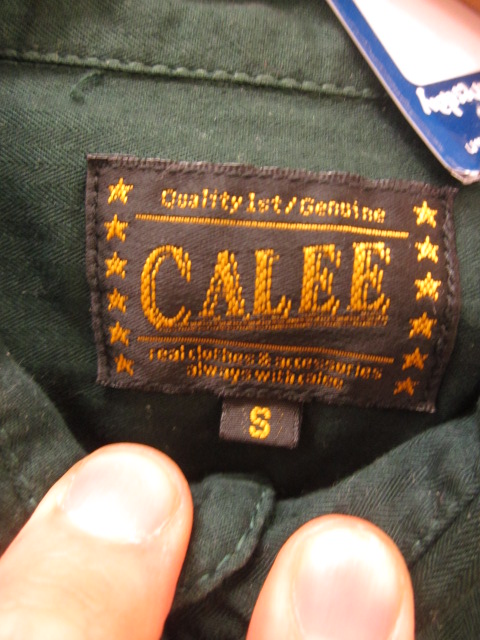 Quality 1st/Genuine
CALEE
real clothes & accessories
always with calee
S